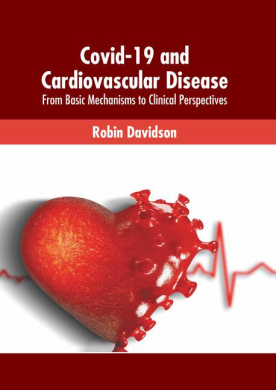 Covid-19 and
Cardiovascular Disease
From Basic Mechanisms to Clinical Perspectives
Robin Davidson